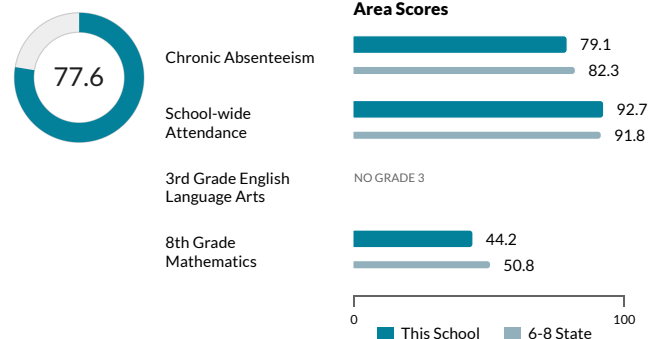 Area Scores
77.6
Chronic Absenteeism
79.1
82.3
School-wide
Attendance
92.7
91.8
3rd Grade English
Language Arts
NO GRADE 3
8th Grade
Mathematics
44.2
50.8
0
100
This School
6-8 State